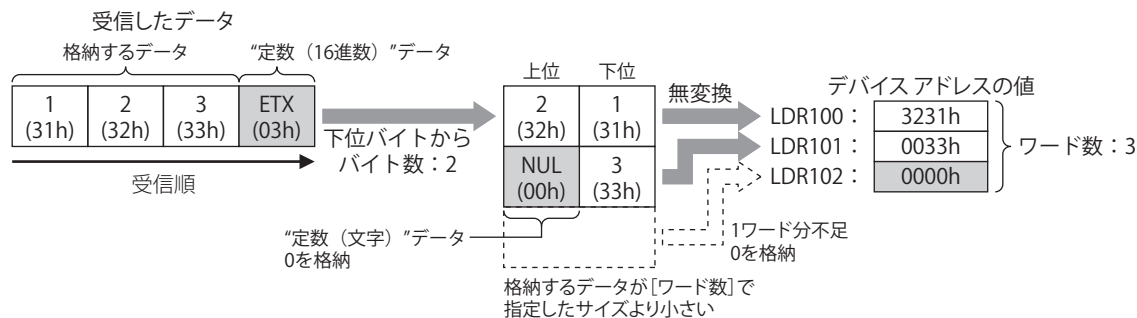 受信したデータ
格納するデータ
“定数（16進数）”データ
1
(31h)
2
(32h)
3
(33h)
ETX
(03h)
受信順
下位バイトから
バイト数：2
上位
下位
2
(32h)
1
(31h)
NUL
(00h)
3
(33h)
“定数（文字）”データ
0を格納
格納するデータが［ワード数］で
指定したサイズより小さい
無変換
1ワード分不足
0を格納
デバイス アドレスの値
LDR100： 3231h
LDR101： 0033h
LDR102： 0000h
ワード数：3